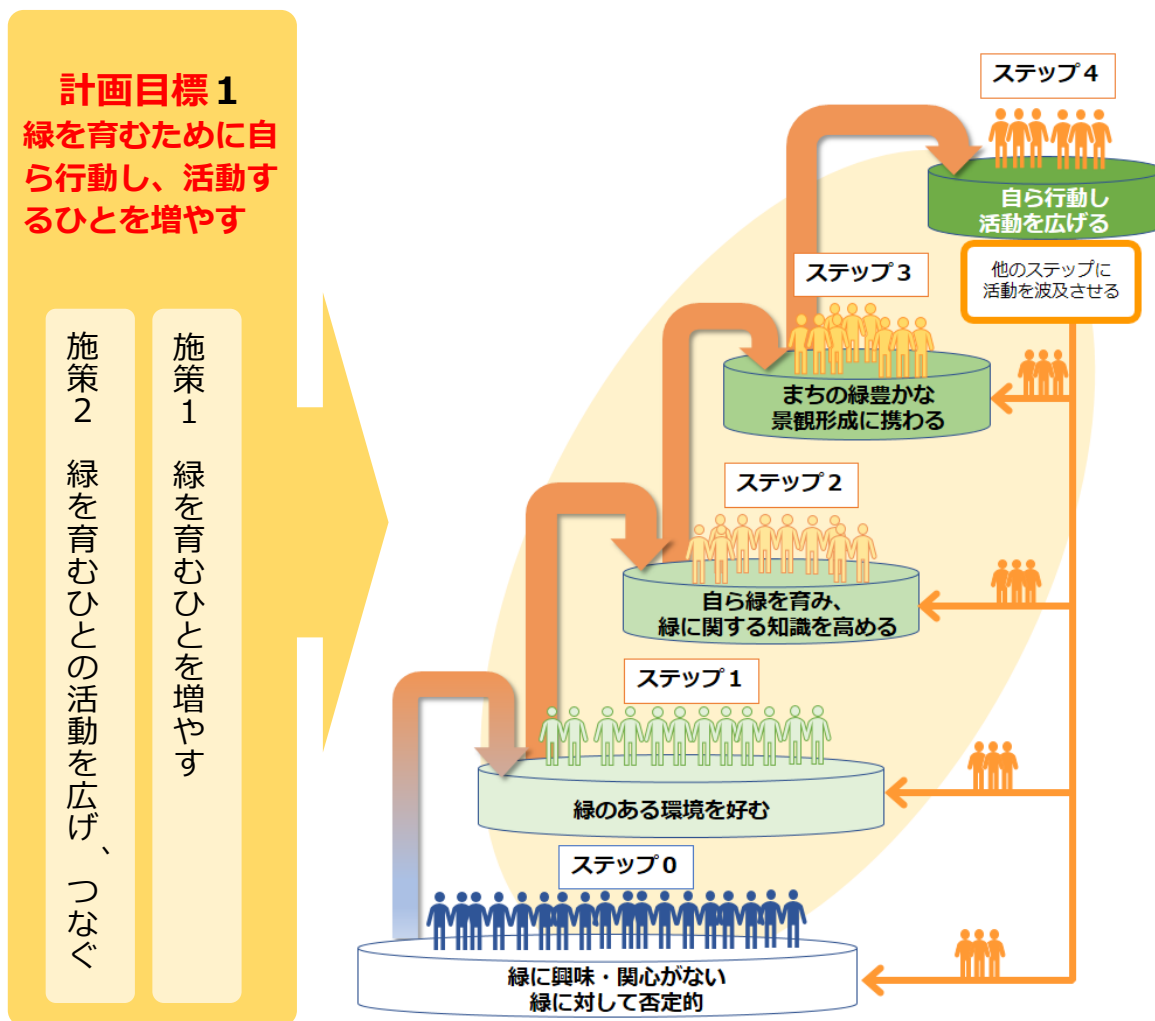 計画目標1
緑を育むために自
ら行動し、活動す
るひとを増やす
施策1 緑を育むひとを増やす
施策2 緑を育むひとの活動を広げ、つなぐ
ステップ4
自ら行動し
活動を広げる
他のステップに
活動を波及させる
ステップ3
まちの緑豊かな
景観形成に携わる
ステップ2
自ら緑を育み、
緑に関する知識を高める
ステップ1
緑のある環境を好む
ステップ0
緑に興味・関心がない
緑に対して否定的